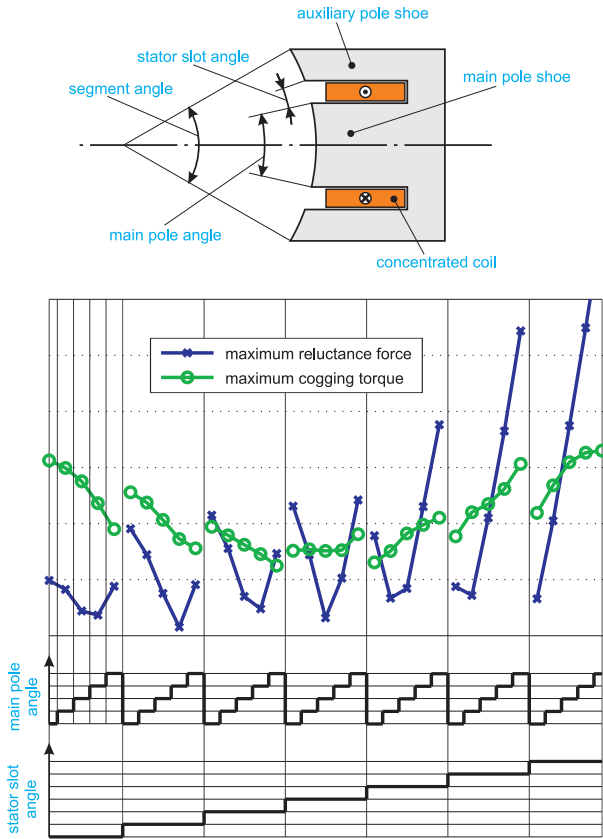 auxiliary pole shoe
stator slot angle
main pole shoe
segment angle
main pole angle
concentrated coil
maximum reluctance force
maximum cogging torque
main pole
angle
stator slot
angle